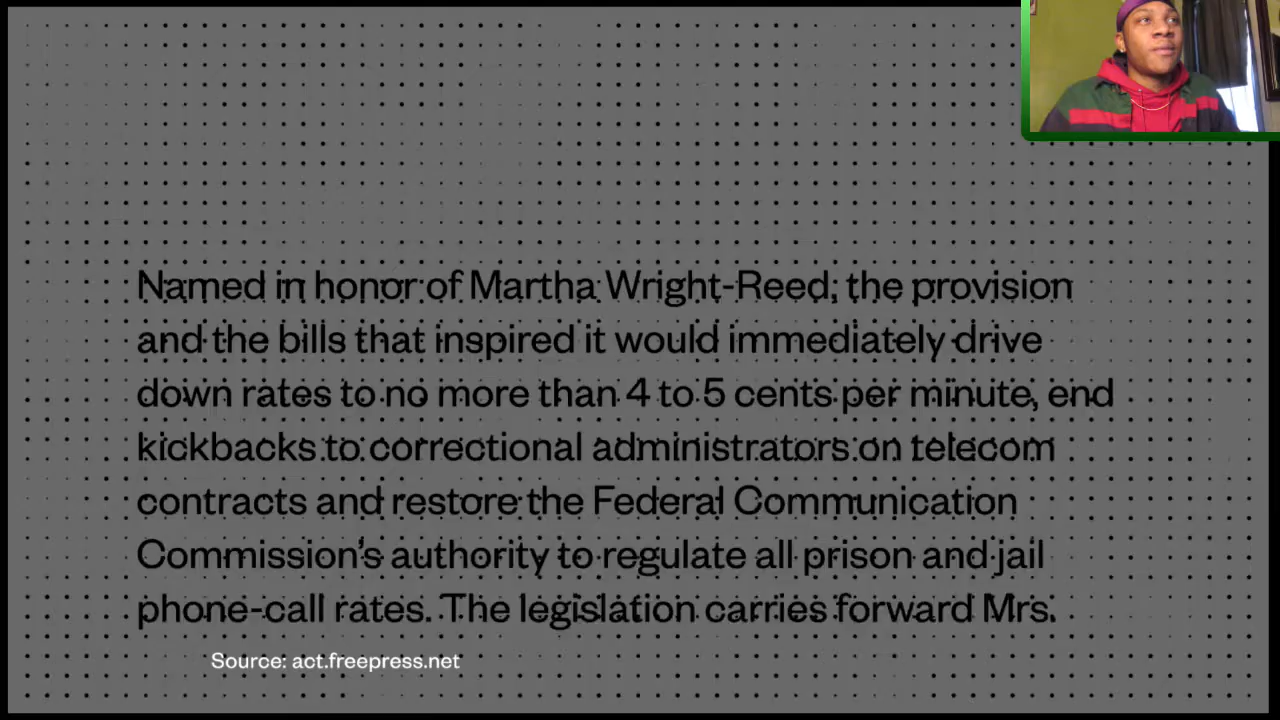 Named in honor of Martha Wright-Reed, the provision
and the bills that inspired it would immediately drive
down rates to no more than 4 to 5 cents per minute, end
kickbacks to correctional administrators on telecom
contracts and restore the Federal Communication
Commission's authority to regulate all prison and jail
phone-call rates. The legislation carries forward Mrs.
Source: act.freepress.net